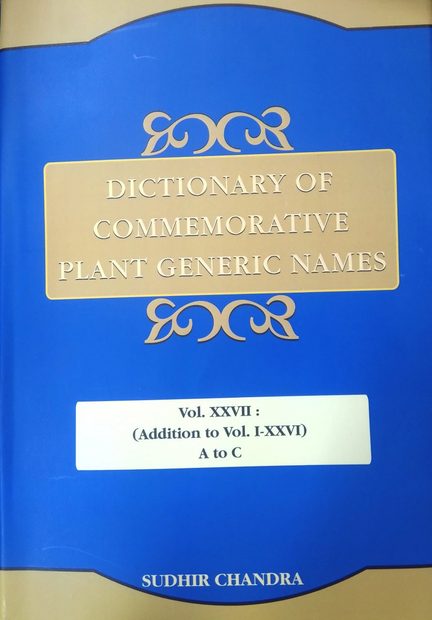 DICTIONARY OF
COMMEMORATIVE
PLANT GENERIC NAMES
Vol. XXVII :
(Addition to Vol. I-XXVI)
A to C
SUDHIR CHANDRA